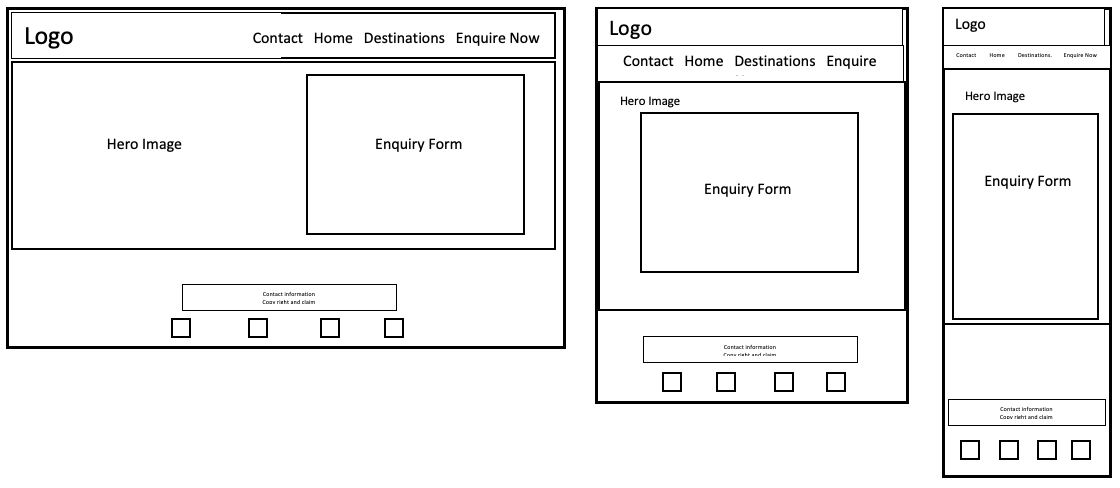 Logo
Contact Home Destinations Enquire Now
Hero Image
Enquiry Form
Contact information
Copy right and claim
Logo
Contact Home Destinations Enquire
Hero Image
Enquiry Form
Contact information
Copy right and claim
Logo
Contact Home Destinations. Enquire Now
Hero Image
Enquiry Form
Contact information
Copy right and claim